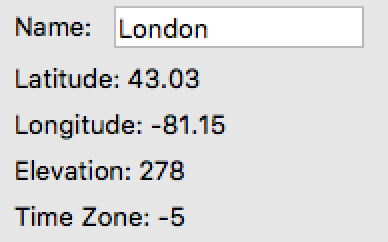 Name: London
Latitude: 43.03
Longitude: -81.15
Elevation: 278
Time Zone: -5